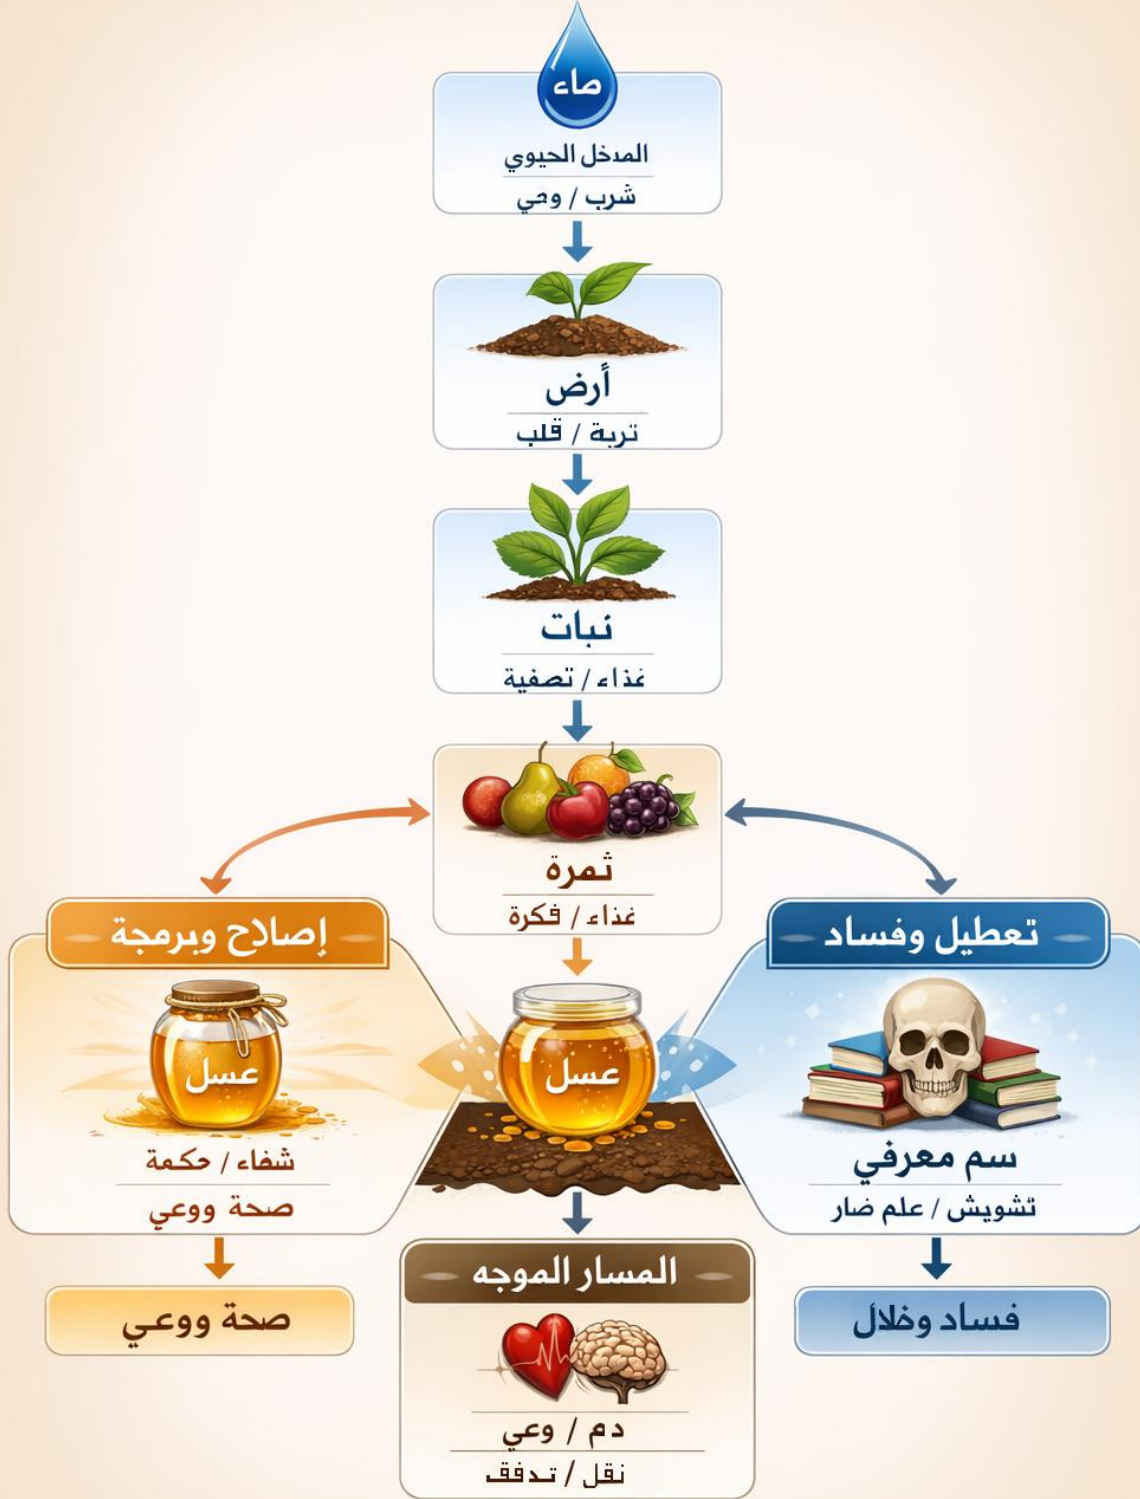 ماء
المدخل الحيوي
شرب / وحي
أرض
تربة / قلب
نبات
غذاء / تصفية
ثمرة
غذاء / فكرة
إصلاح وبرمجة
عسل
شفاء / حكمة
صحة ووعي
صحة ووعي
عسل
المسار الموجه
دم / وعي
نقل / تدفق
تعطيل وفساد
سم معرفي
تشويش / علم ضار
فساد وظلال